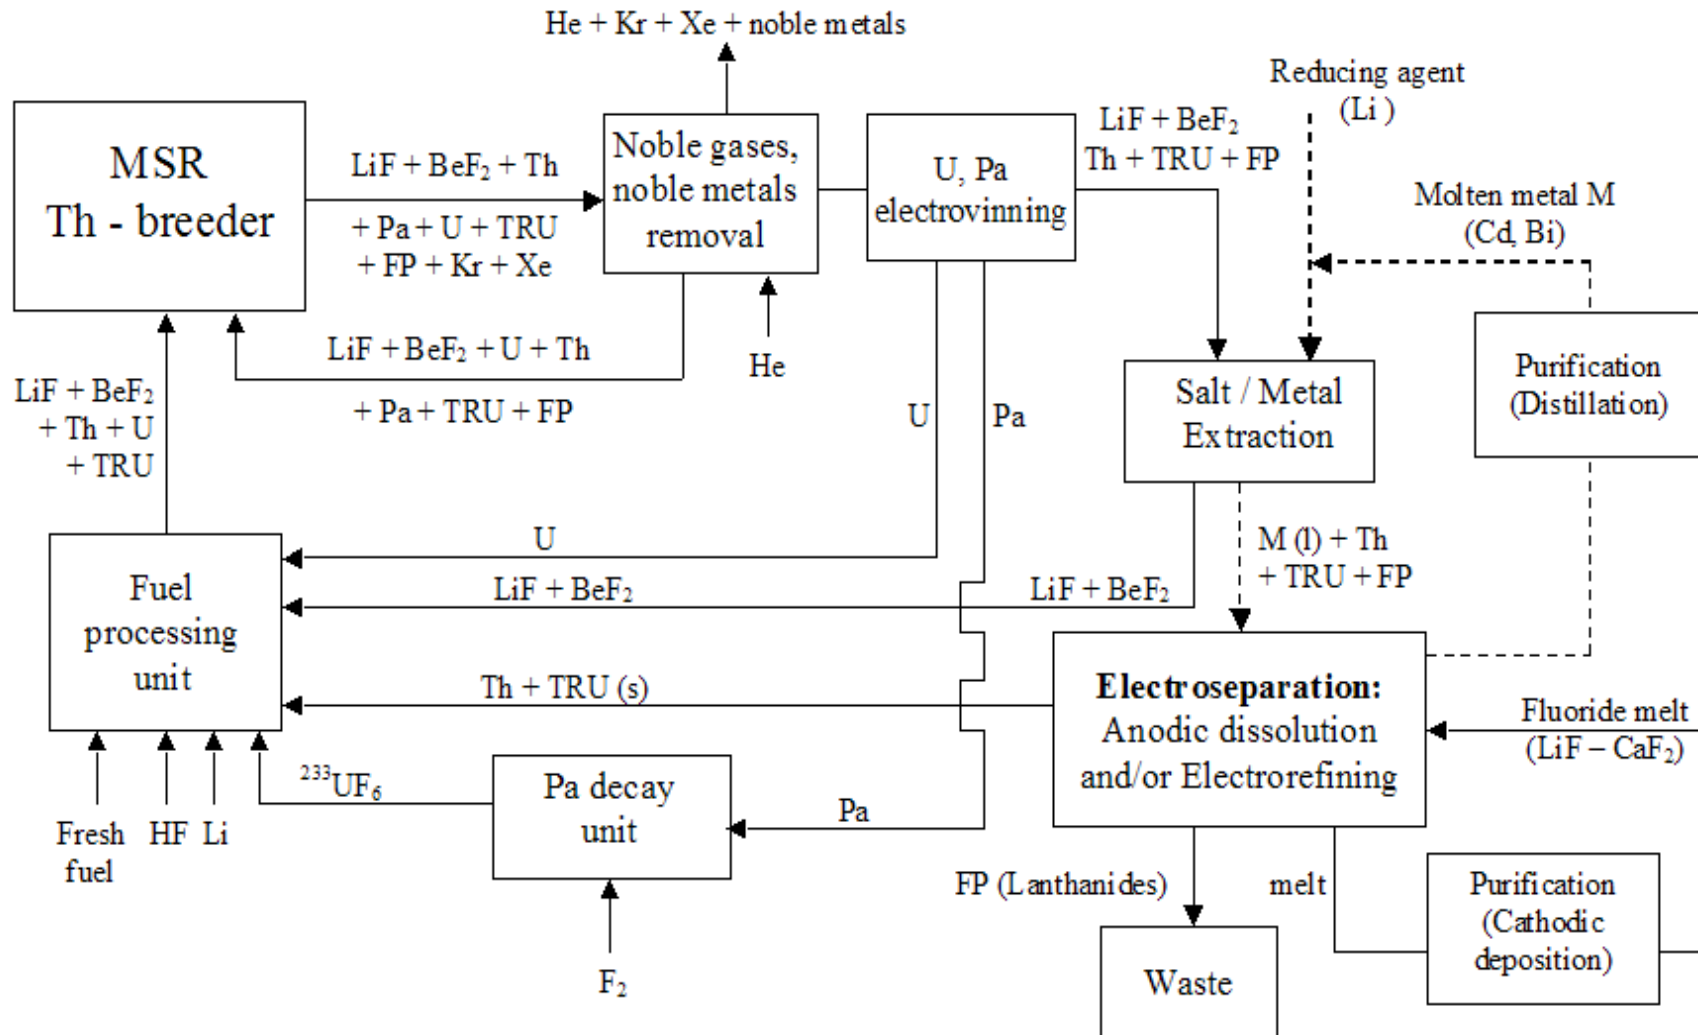 He + Kr + Xe + noble metals
Reducing agent
(Li )
MSR
Th - breeder
LiF + BeF₂ + Th
+ Pa + U + TRU
+ FP + Kr + Xe
Noble gases,
noble metals
removal
U, Pa
electrovinning
LiF + BeF₂
Th + TRU + FP
Molten metal M
(Cd, Bi)
LiF + BeF₂ + U + Th
+ Pa + TRU + FP
He
Purification
(Distillation)
Salt / Metal
Extraction
LiF + BeF₂
+ Th + U
+ TRU
U
Pa
U
M (l) + Th
+ TRU + FP
Fuel
processing
unit
LiF + BeF₂
LiF + BeF₂
Th + TRU (s)
Electroseparation:
Anodic dissolution
and/or Electrorefining
Fluoride melt
(LiF – CaF₂)
²³³UF₆
Pa decay
unit
Pa
Fresh
fuel
HF
Li
F₂
FP (Lanthanides)
melt
Purification
(Cathodic
deposition)
Waste